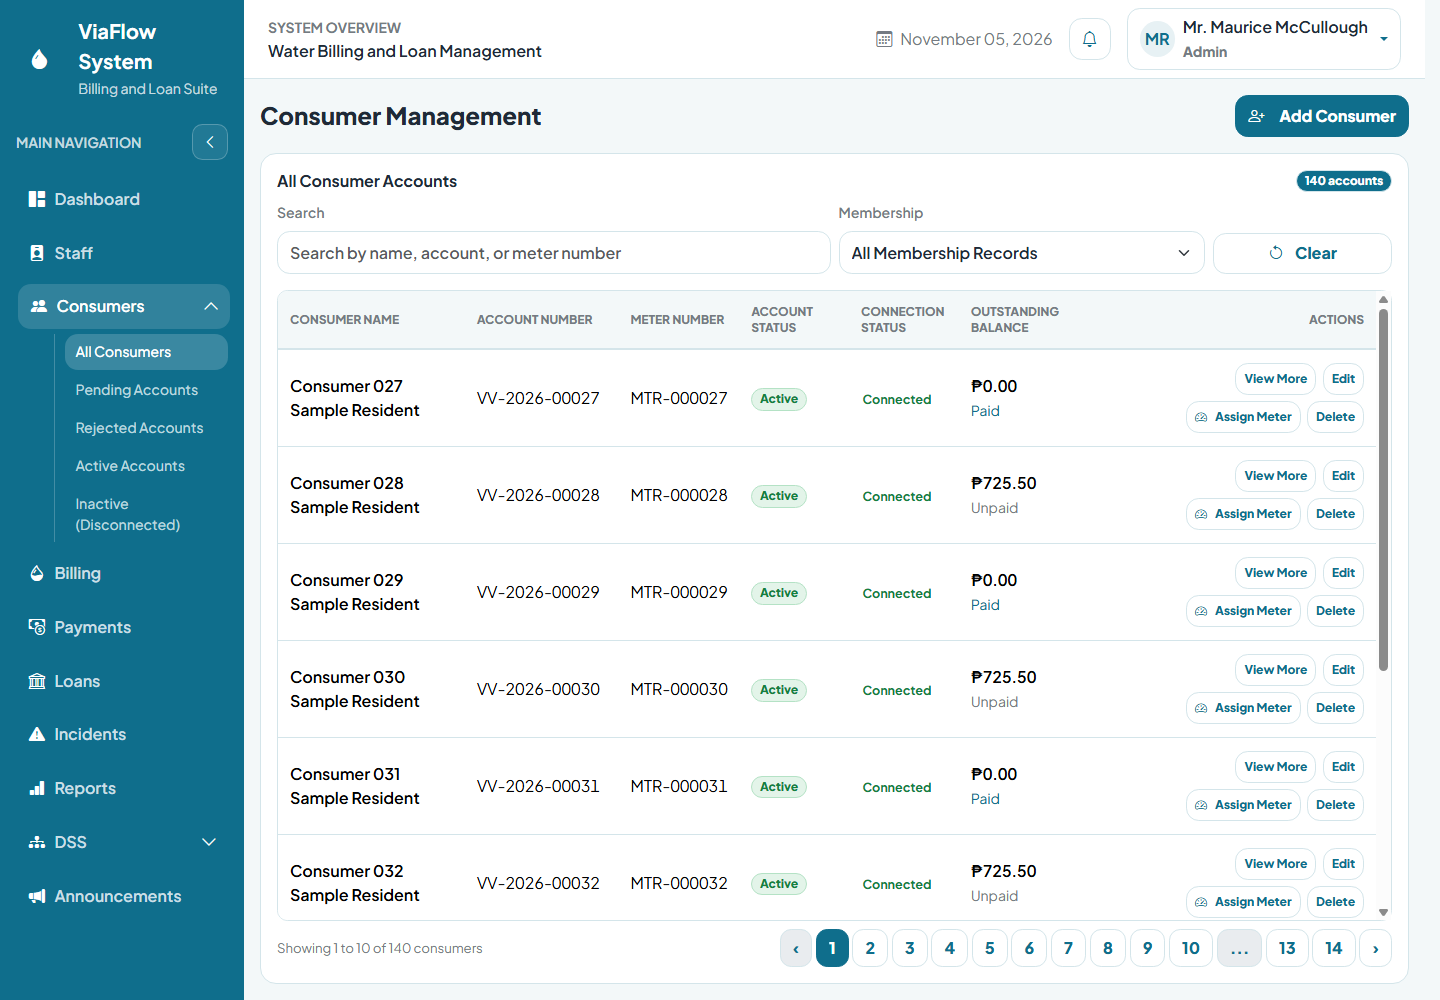 ViaFlow
System
Billing and Loan Suite
MAIN NAVIGATION
Dashboard
Staff
Consumers
All Consumers
Pending Accounts
Rejected Accounts
Active Accounts
Inactive
(Disconnected)
Billing
Payments
Loans
Incidents
Reports
DSS
Announcements
SYSTEM OVERVIEW
Water Billing and Loan Management
November 05, 2026
MR
Mr. Maurice McCullough
Admin
Consumer Management
Add Consumer
All Consumer Accounts
140 accounts
Search
Membership
Search by name, account, or meter number
All Membership Records
Clear
CONSUMER NAME ACCOUNT NUMBER METER NUMBER ACCOUNT STATUS CONNECTION STATUS OUTSTANDING BALANCE ACTIONS
Consumer 027
Sample Resident
VV-2026-00027
MTR-000027
Active
Connected
₱0.00
Paid
View More Edit
Assign Meter Delete
Consumer 028
Sample Resident
VV-2026-00028
MTR-000028
Active
Connected
₱725.50
Unpaid
View More Edit
Assign Meter Delete
Consumer 029
Sample Resident
VV-2026-00029
MTR-000029
Active
Connected
₱0.00
Paid
View More Edit
Assign Meter Delete
Consumer 030
Sample Resident
VV-2026-00030
MTR-000030
Active
Connected
₱725.50
Unpaid
View More Edit
Assign Meter Delete
Consumer 031
Sample Resident
VV-2026-00031
MTR-000031
Active
Connected
₱0.00
Paid
View More Edit
Assign Meter Delete
Consumer 032
Sample Resident
VV-2026-00032
MTR-000032
Active
Connected
₱725.50
Unpaid
View More Edit
Assign Meter Delete
Showing 1 to 10 of 140 consumers
‹ 1 2 3 4 5 6 7 8 9 10 ... 13 14 ›